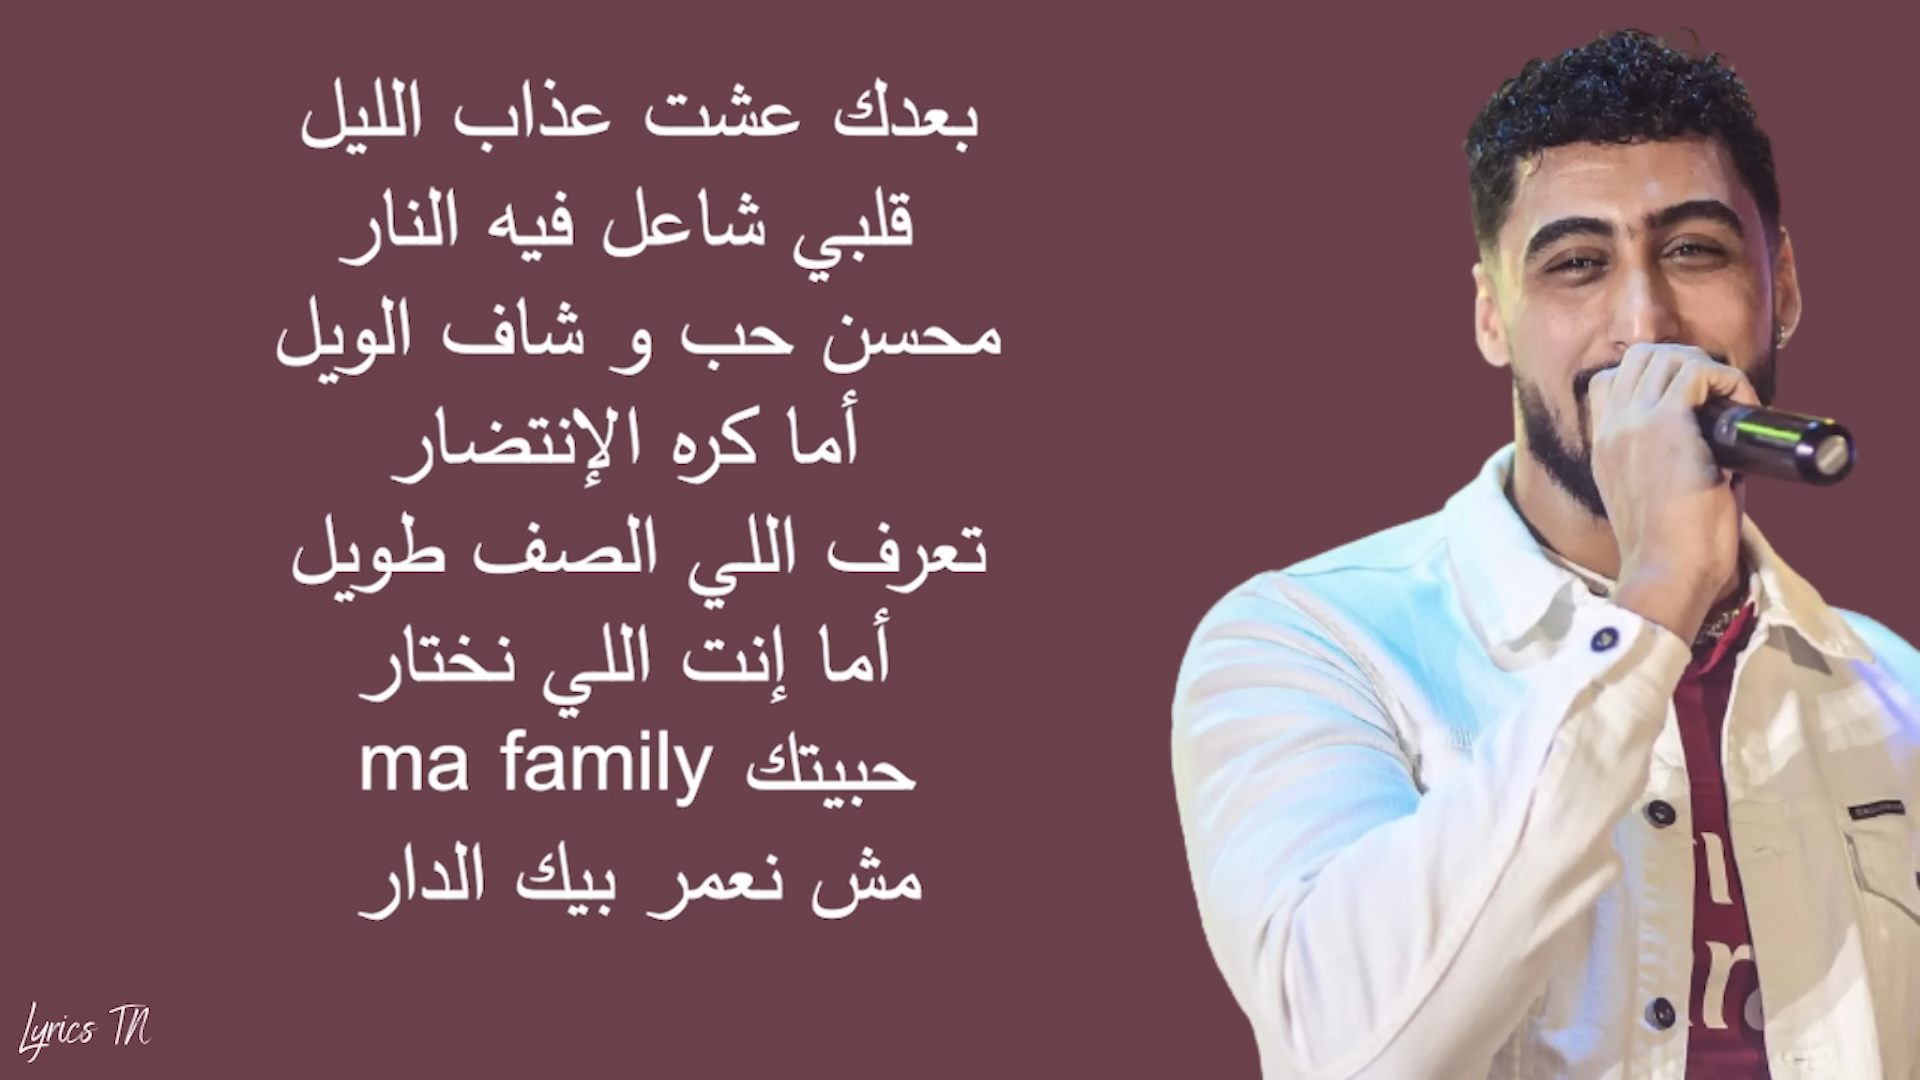 بعدك عشت عذاب الليل
قلبي شاعل فيه النار
محسن حب و شاف الويل
أما كره الإنتضار
تعرف اللي الصف طويل
أما إنت اللي نختار
حبيتك ma family
مش نعمر بيك الدار
Lyrics TN